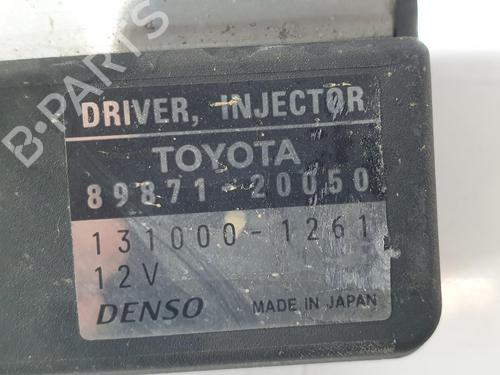 B-PARTS
DRIVER, INJECTOR
TOYOTA
89871-20050
131000-1261
12V
DENSO MADE IN JAPAN